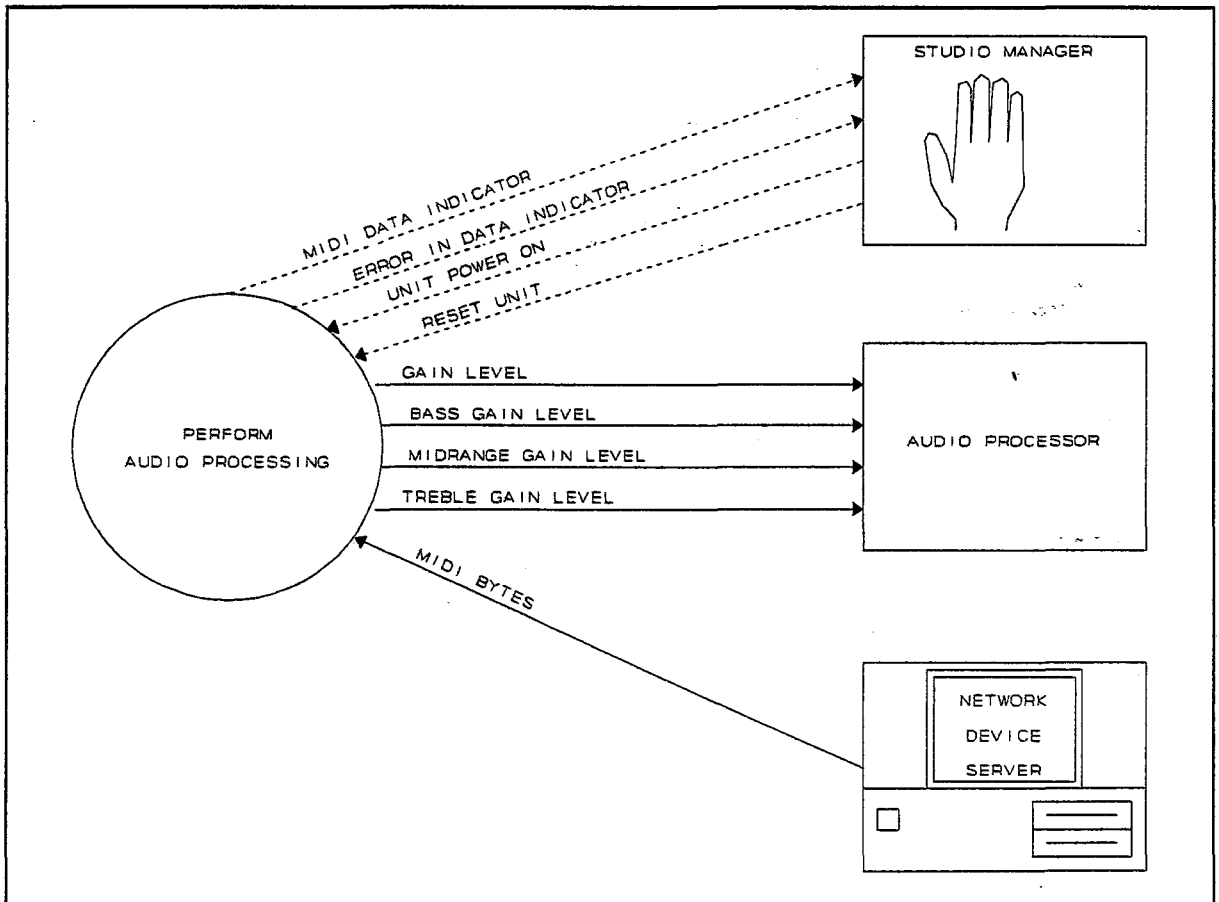 STUDIO MANAGER
MIDI DATA INDICATOR
ERROR IN DATA INDICATOR
UNIT POWER ON
RESET UNIT
GAIN LEVEL
BASS GAIN LEVEL
MIDRANGE GAIN LEVEL
TREBLE GAIN LEVEL
PERFORM
AUDIO PROCESSING
AUDIO PROCESSOR
MIDI BYTES
NETWORK
DEVICE
SERVER